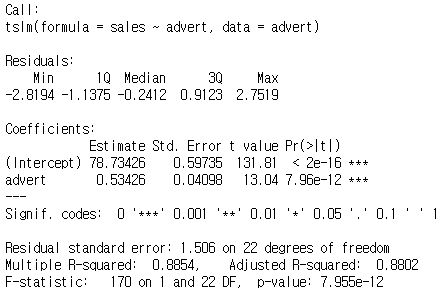 Call:
tslm(formula = sales ~ advert, data = advert)

Residuals:
    Min      1Q  Median      3Q     Max
-2.8194 -1.1375 -0.2412  0.9123  2.7519

Coefficients:
            Estimate Std. Error t value Pr(>|t|)
(Intercept) 78.73426    0.59735  131.81  < 2e-16 ***
advert       0.53426    0.04098   13.04 7.96e-12 ***
---
Signif. codes:  0 '***' 0.001 '**' 0.01 '*' 0.05 '.' 0.1 ' ' 1

Residual standard error: 1.506 on 22 degrees of freedom
Multiple R-squared:  0.8854,    Adjusted R-squared:  0.8802
F-statistic:   170 on 1 and 22 DF,  p-value: 7.955e-12